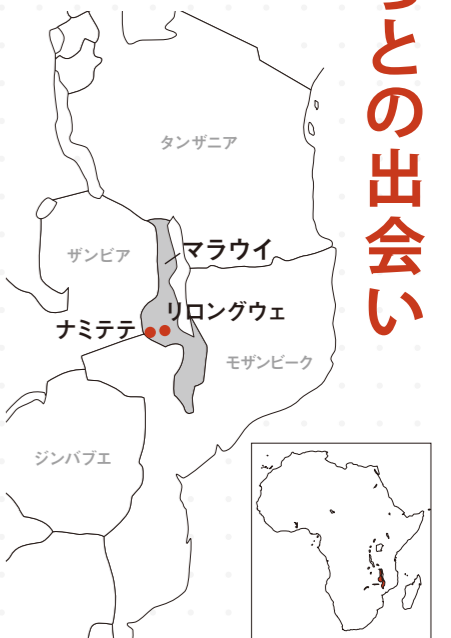 との出会い
タンザニア
マラウイ
ザンビア
リロングウェ
ナミテテ
モザンビーク
ジンバブエ